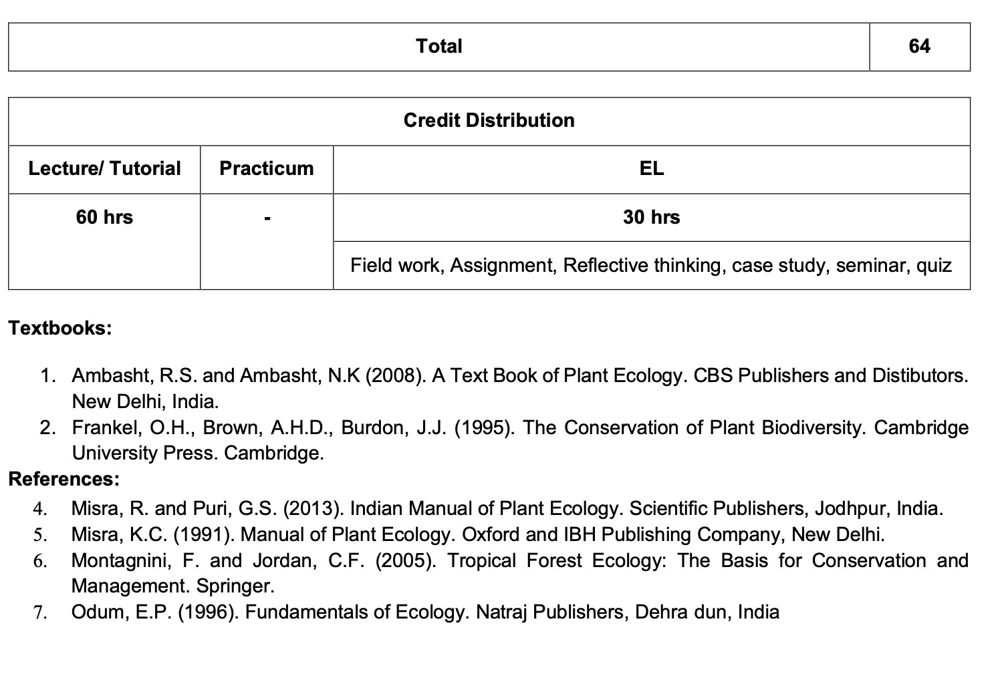 Total 64
Credit Distribution
Lecture/ Tutorial Practicum EL
60 hrs - 30 hrs
Field work, Assignment, Reflective thinking, case study, seminar, quiz
Textbooks:
1. Ambasht, R.S. and Ambasht, N.K (2008). A Text Book of Plant Ecology. CBS Publishers and Distibutors.
New Delhi, India.
2. Frankel, O.H., Brown, A.H.D., Burdon, J.J. (1995). The Conservation of Plant Biodiversity. Cambridge
University Press. Cambridge.
References:
4. Misra, R. and Puri, G.S. (2013). Indian Manual of Plant Ecology. Scientific Publishers, Jodhpur, India.
5. Misra, K.C. (1991). Manual of Plant Ecology. Oxford and IBH Publishing Company, New Delhi.
6. Montagnini, F. and Jordan, C.F. (2005). Tropical Forest Ecology: The Basis for Conservation and
Management. Springer.
7. Odum, E.P. (1996). Fundamentals of Ecology. Natraj Publishers, Dehra dun, India